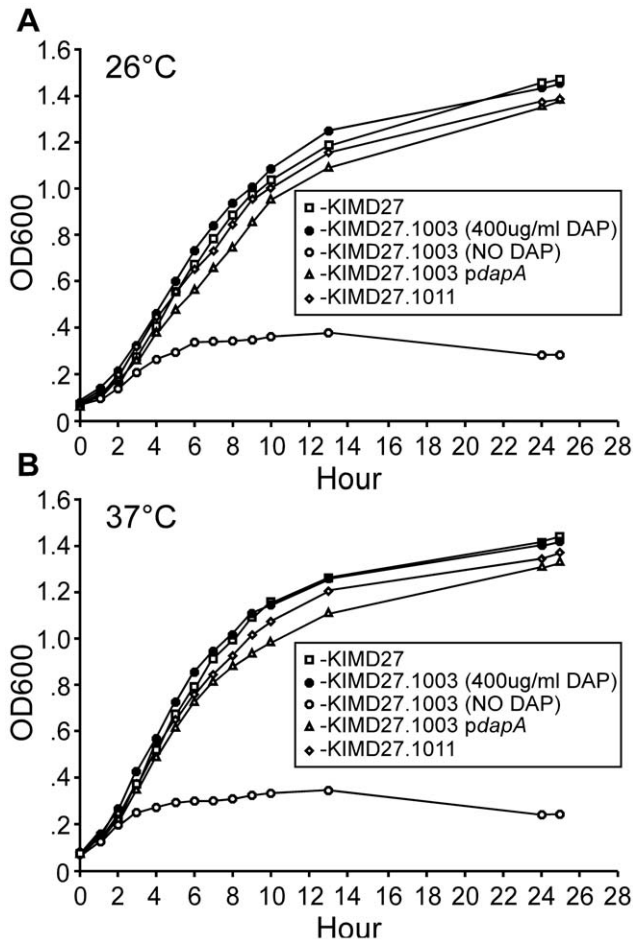 A
26°C
OD600
1.6
1.4
1.2
1.0
.8
.6
.4
.2
0
-KIMD27
-KIMD27.1003 (400ug/ml DAP)
-KIMD27.1003 (NO DAP)
-KIMD27.1003 pdapA
-KIMD27.1011
0 2 4 6 8 10 12 14 16 18 20 22 24 26 28
Hour
B
37°C
OD600
1.6
1.4
1.2
1.0
.8
.6
.4
.2
0
-KIMD27
-KIMD27.1003 (400ug/ml DAP)
-KIMD27.1003 (NO DAP)
-KIMD27.1003 pdapA
-KIMD27.1011
0 2 4 6 8 10 12 14 16 18 20 22 24 26 28
Hour